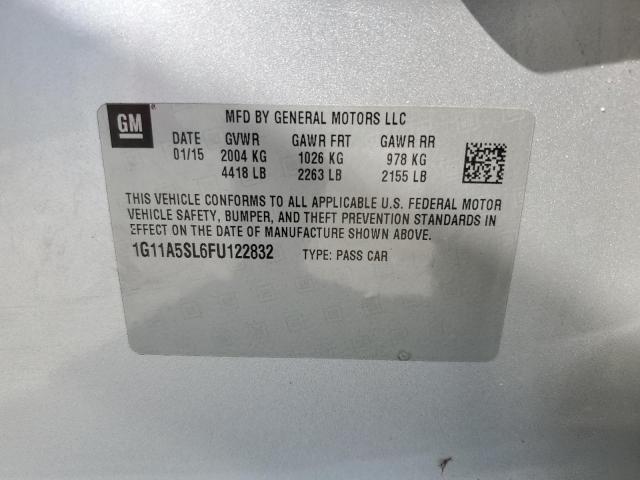 GM
MFD BY GENERAL MOTORS LLC
DATE GVWR GAWR FRT GAWR RR
01/15 2004 KG 1026 KG 978 KG
4418 LB 2263 LB 2155 LB
THIS VEHICLE CONFORMS TO ALL APPLICABLE U.S. FEDERAL MOTOR
VEHICLE SAFETY, BUMPER, AND THEFT PREVENTION STANDARDS IN
EFFECT ON THE DATE OF MANUFACTURE SHOWN ABOVE.
1G11A5SL6FU122832 TYPE: PASS CAR